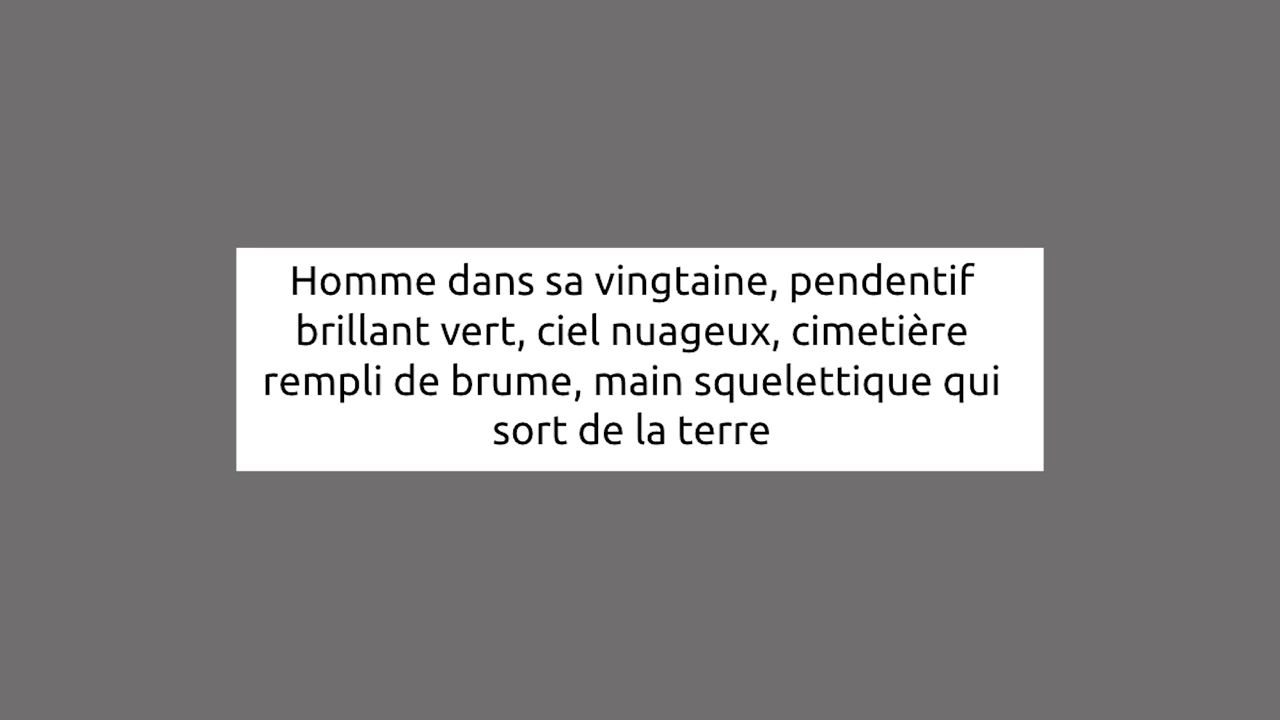 Homme dans sa vingtaine, pendentif
brillant vert, ciel nuageux, cimetière
rempli de brume, main squelettique qui
sort de la terre